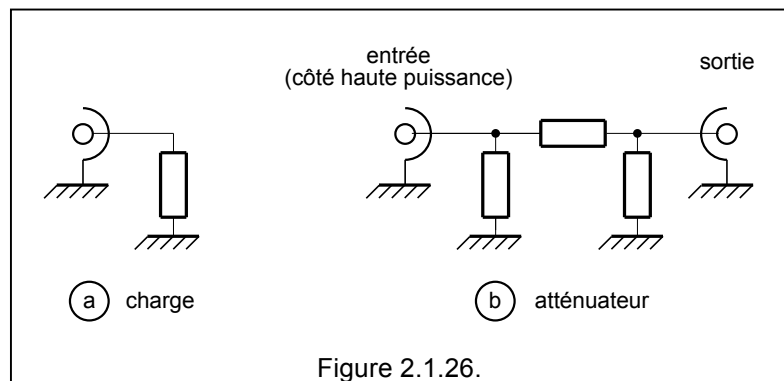 entrée
(côté haute puissance)
sortie
a charge
b atténuateur
Figure 2.1.26.